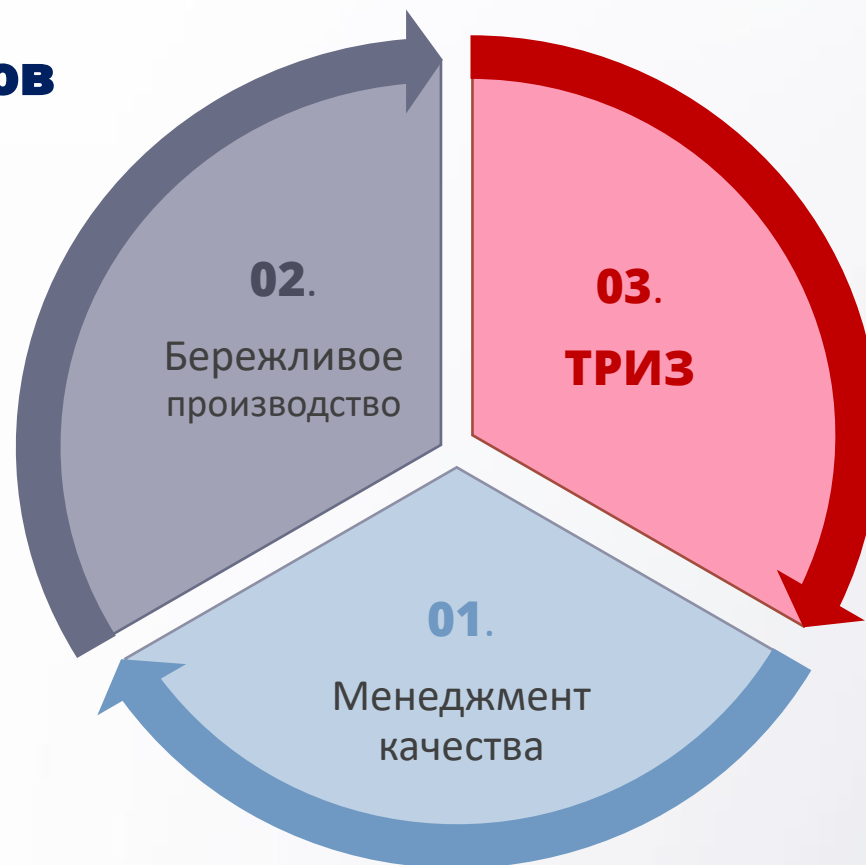 ов
02.
Бережливое
производство
03.
ТРИЗ
01.
Менеджмент
качества